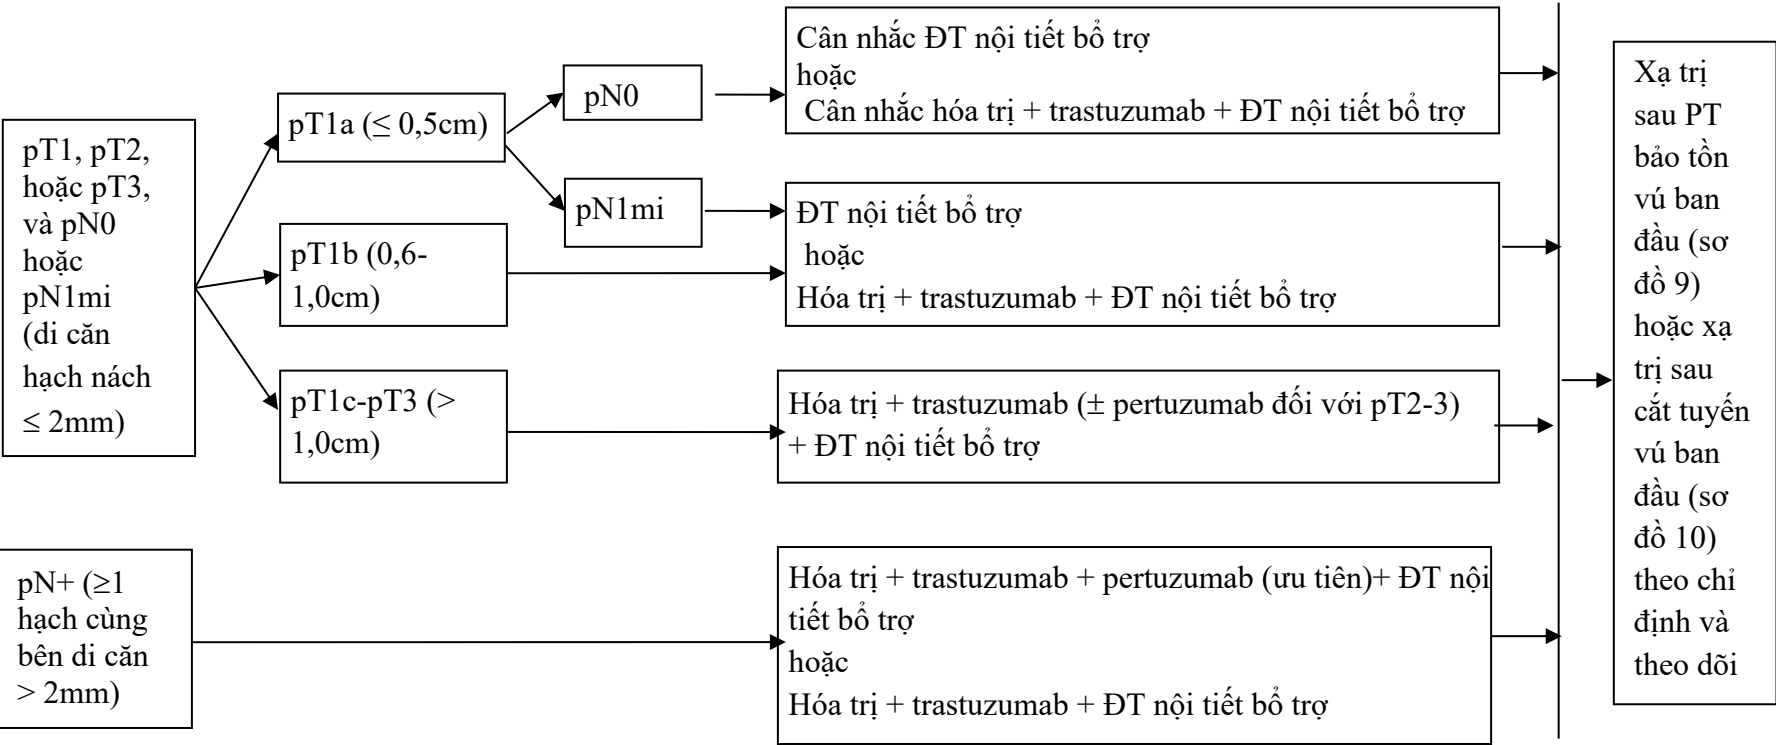 pT1, pT2,
hoặc pT3,
và pN0
hoặc
pN1mi
(di căn
hạch nách
≤ 2mm)
pT1a (≤ 0,5cm)
pN0
Cân nhắc ĐT nội tiết bổ trợ
hoặc
Cân nhắc hóa trị + trastuzumab + ĐT nội tiết bổ trợ
pN1mi
pT1b (0,6-
1,0cm)
ĐT nội tiết bổ trợ
hoặc
Hóa trị + trastuzumab + ĐT nội tiết bổ trợ
pT1c-pT3 (>
1,0cm)
Hóa trị + trastuzumab (± pertuzumab đối với pT2-3)
+ ĐT nội tiết bổ trợ
pN+ (≥1
hạch cùng
bên di căn
> 2mm)
Hóa trị + trastuzumab + pertuzumab (ưu tiên)+ ĐT nội
tiết bổ trợ
hoặc
Hóa trị + trastuzumab + ĐT nội tiết bổ trợ
Xạ trị
sau PT
bảo tồn
vú ban
đầu (sơ
đồ 9)
hoặc xạ
trị sau
cắt tuyến
vú ban
đầu (sơ
đồ 10)
theo chỉ
định và
theo dõi